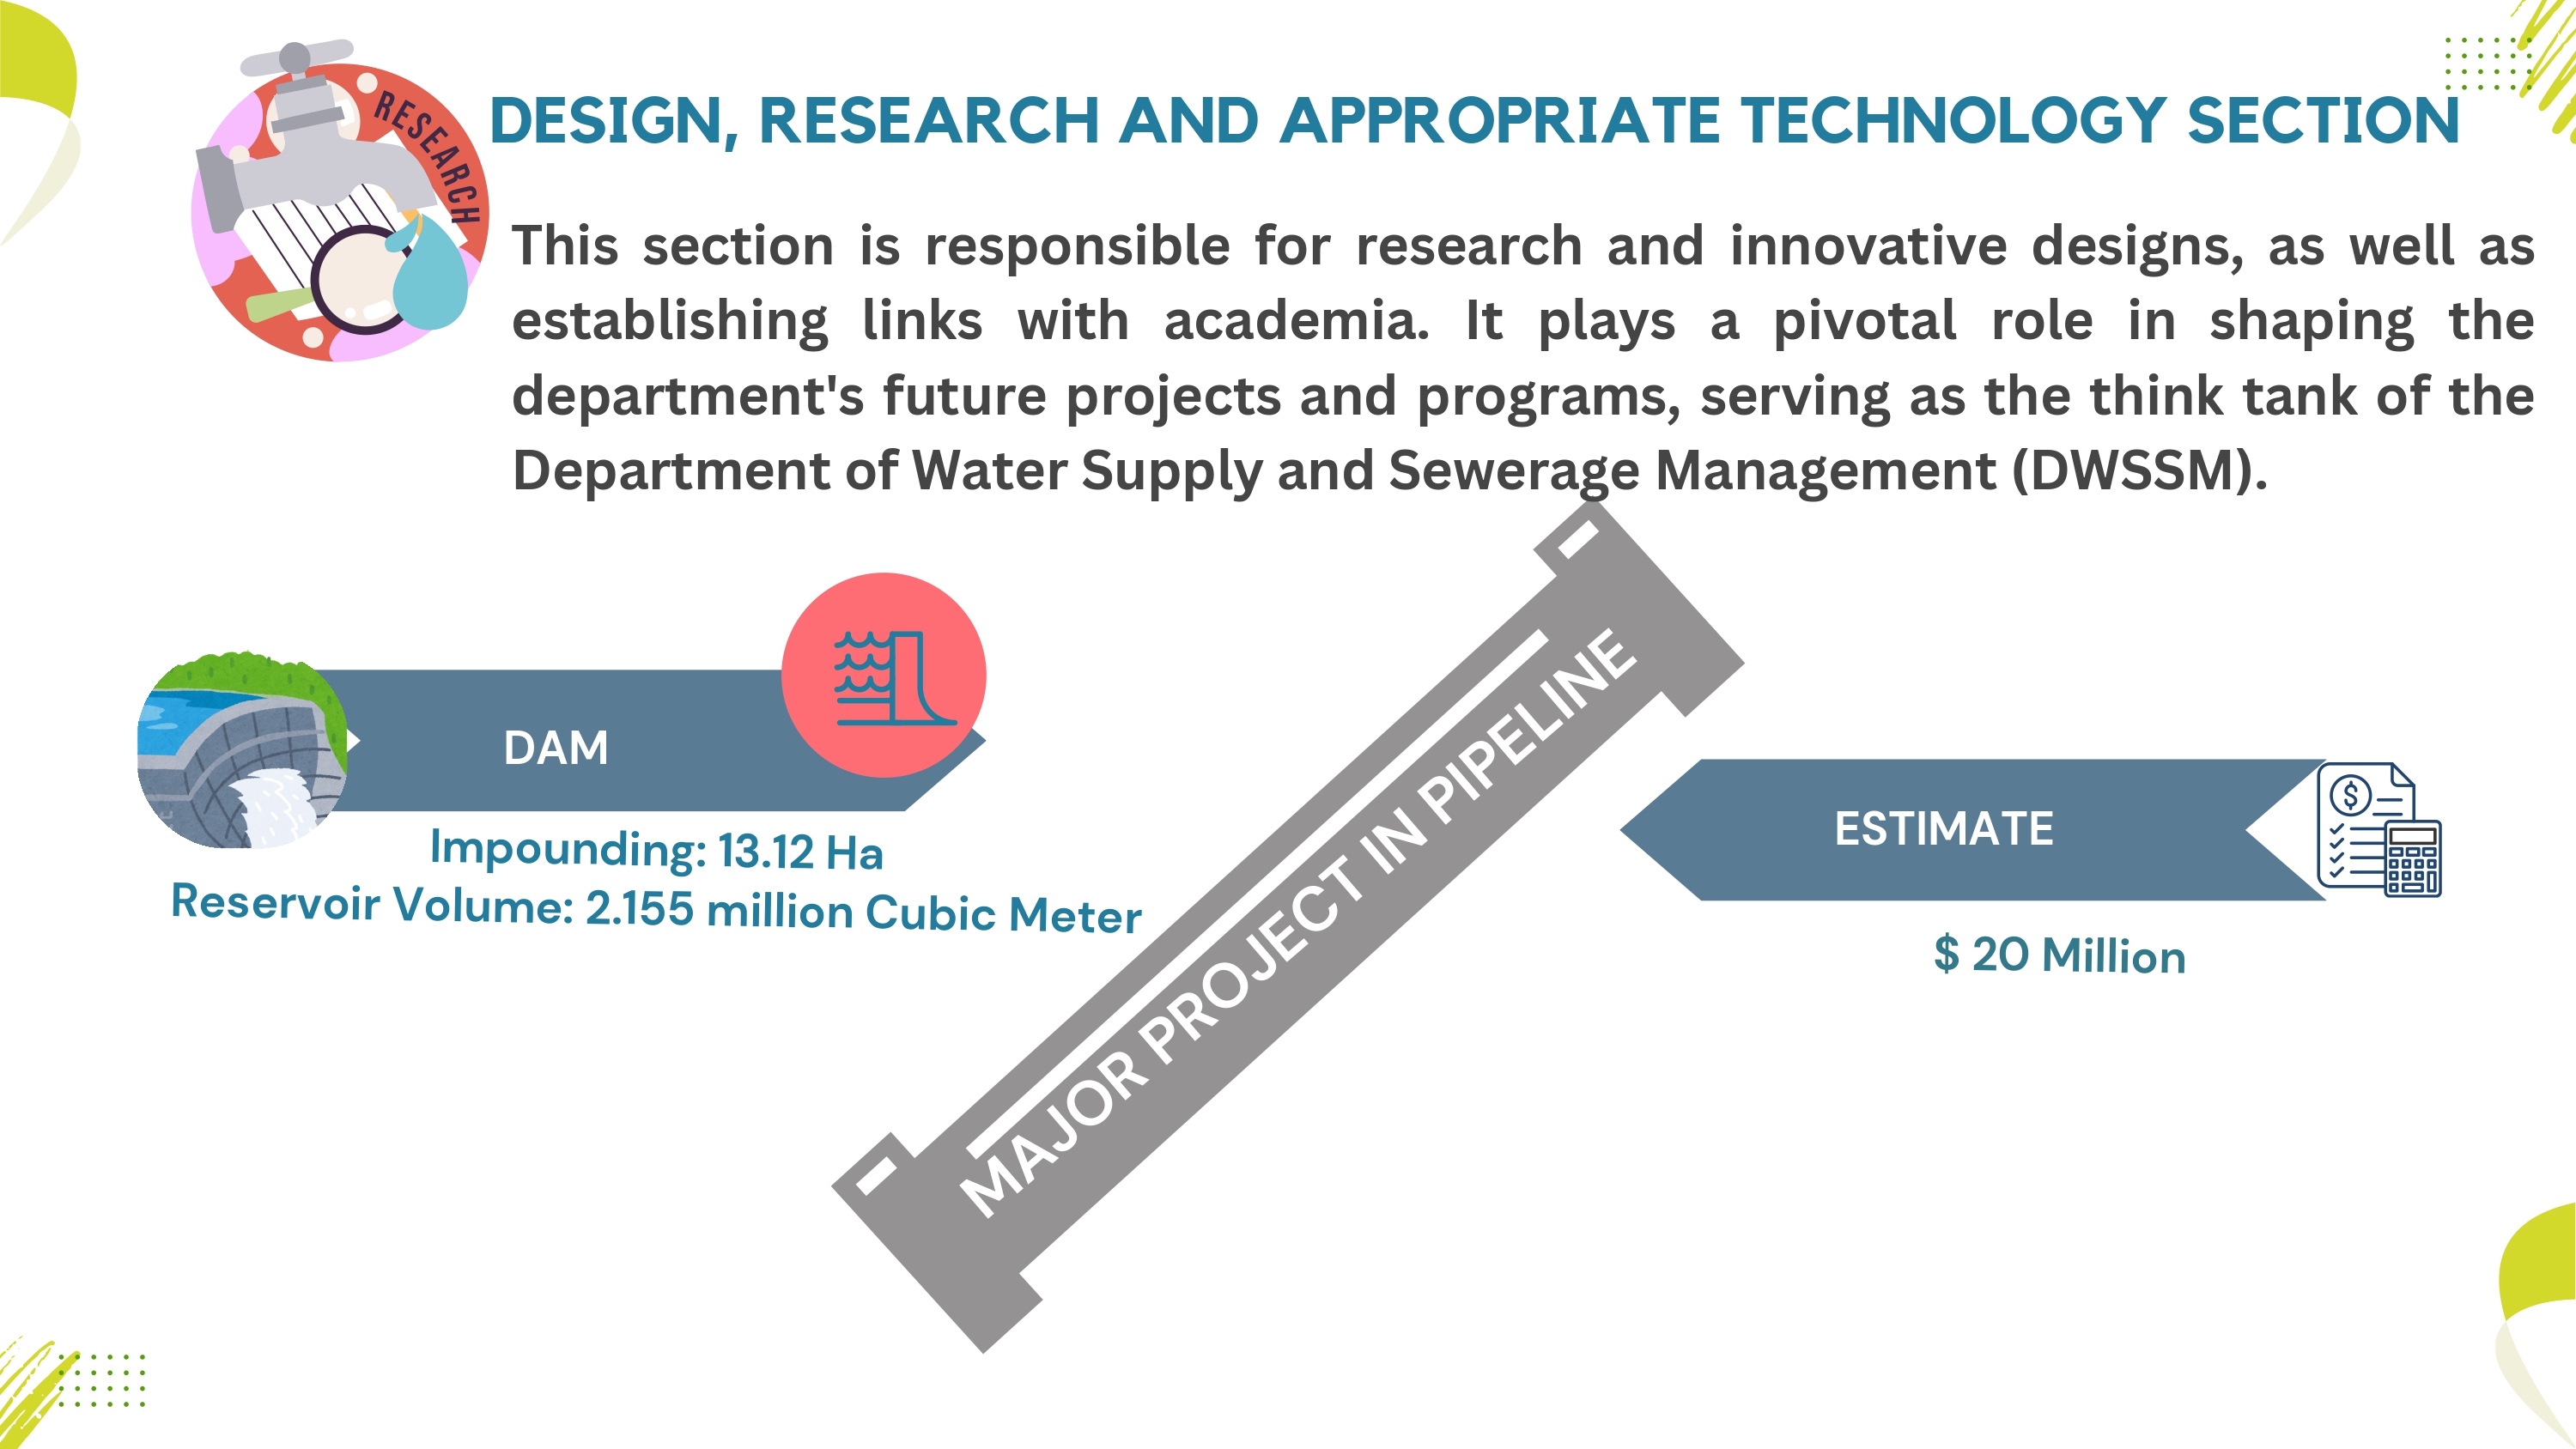 RESEARCH
DESIGN, RESEARCH AND APPROPRIATE TECHNOLOGY SECTION
This section is responsible for research and innovative designs, as well as
establishing links with academia. It plays a pivotal role in shaping the
department's future projects and programs, serving as the think tank of the
Department of Water Supply and Sewerage Management (DWSSM).
DAM
Impounding: 13.12 Ha
Reservoir Volume: 2.155 million Cubic Meter
MAJOR PROJECT IN PIPELINE
ESTIMATE
$
$ 20 Million